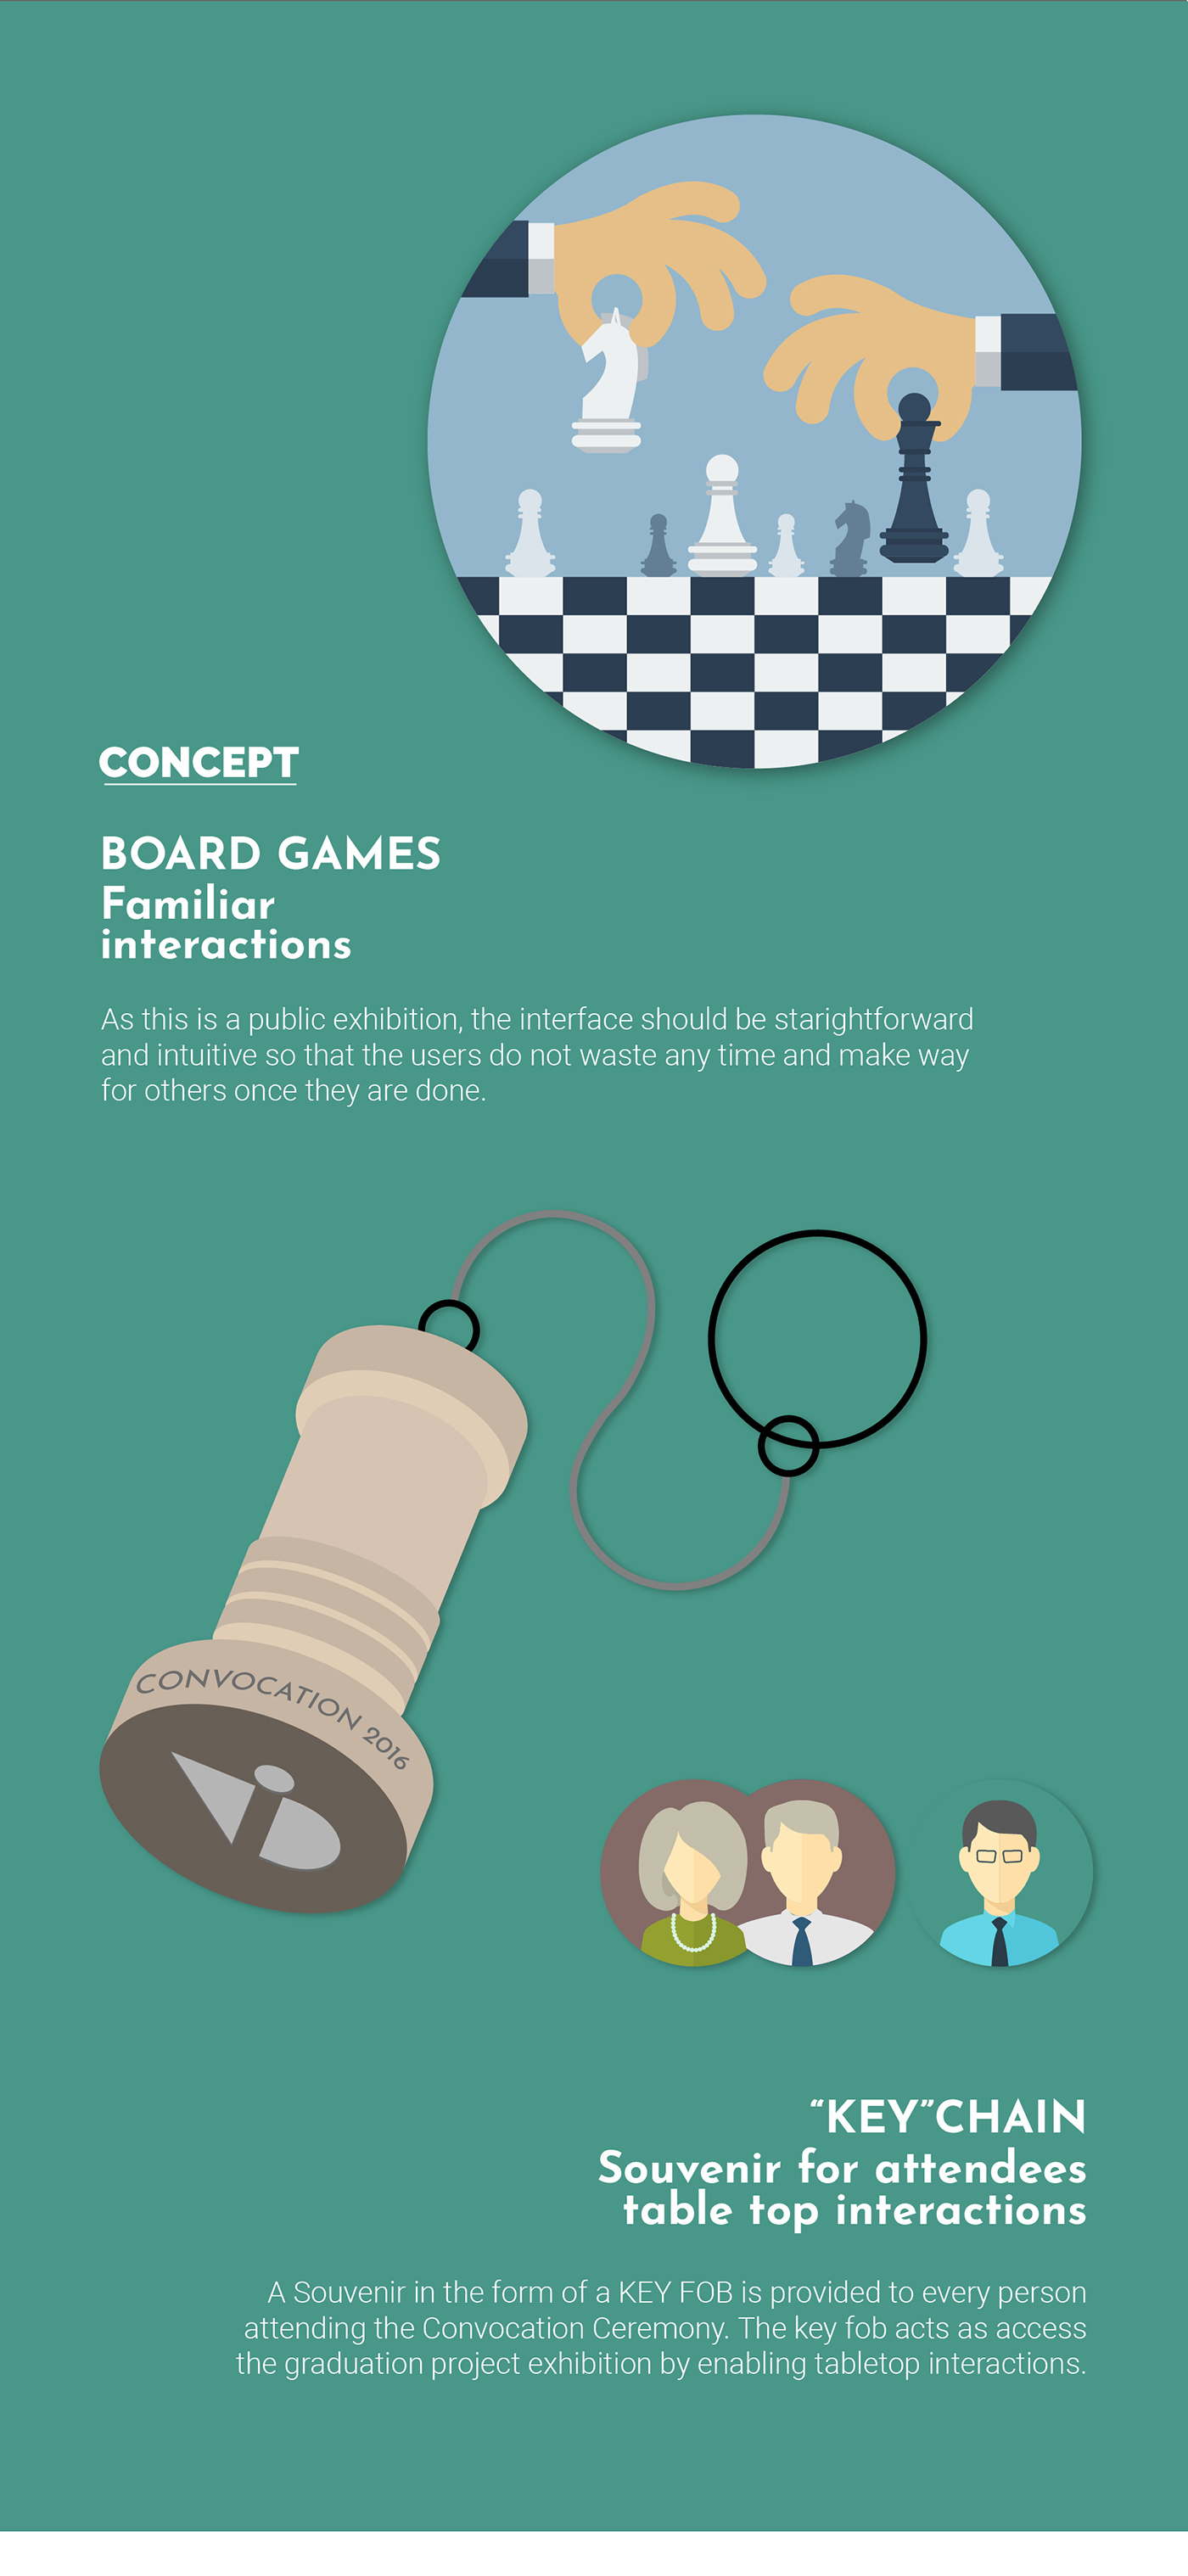 CONCEPT
BOARD GAMES
Familiar
interactions
As this is a public exhibition, the interface should be starightforward
and intuitive so that the users do not waste any time and make way
for others once they are done.
CONVOCATION 2016
“KEY”CHAIN
Souvenir for attendees
table top interactions
A Souvenir in the form of a KEY FOB is provided to every person
attending the Convocation Ceremony. The key fob acts as access
the graduation project exhibition by enabling tabletop interactions.